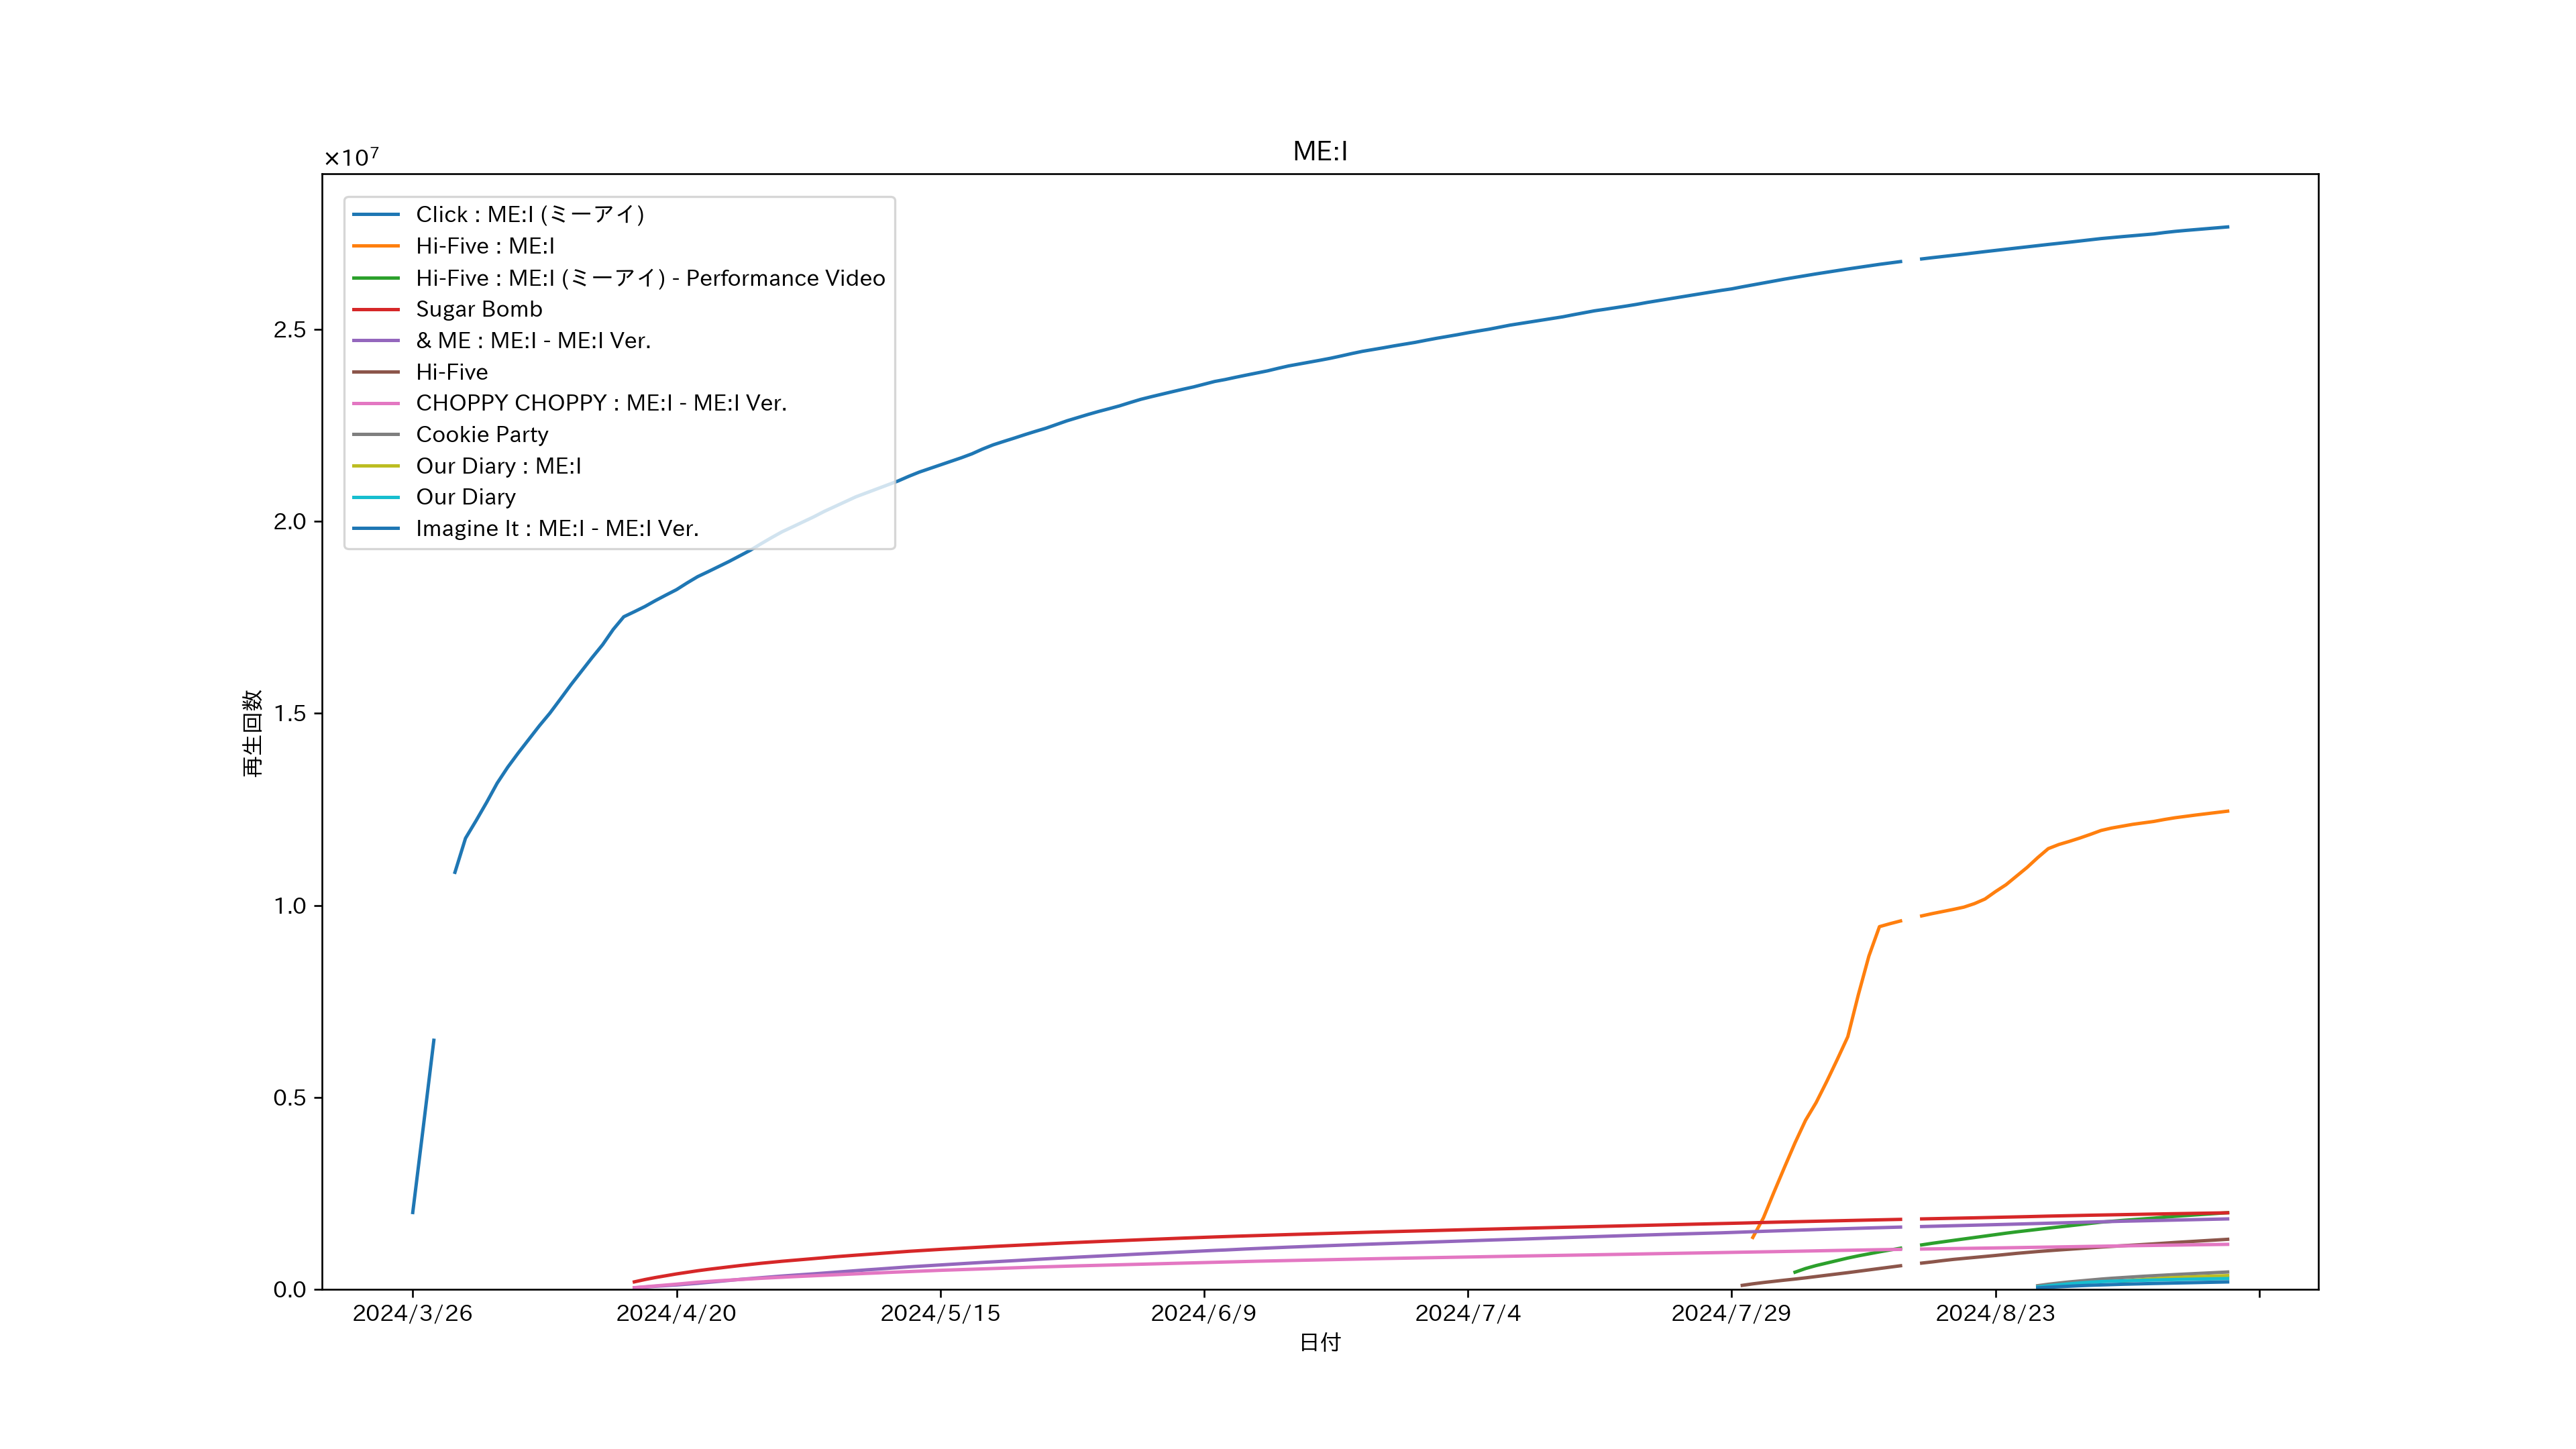 ME:I
×10⁷
Click : ME:I (ミーアイ)
Hi-Five : ME:I
Hi-Five : ME:I (ミーアイ) - Performance Video
Sugar Bomb
& ME : ME:I - ME:I Ver.
Hi-Five
CHOPPY CHOPPY : ME:I - ME:I Ver.
Cookie Party
Our Diary : ME:I
Our Diary
Imagine It : ME:I - ME:I Ver.
2.5
2.0
1.5
1.0
0.5
0.0
再生回数
2024/3/26 2024/4/20 2024/5/15 2024/6/9 2024/7/4 2024/7/29 2024/8/23
日付